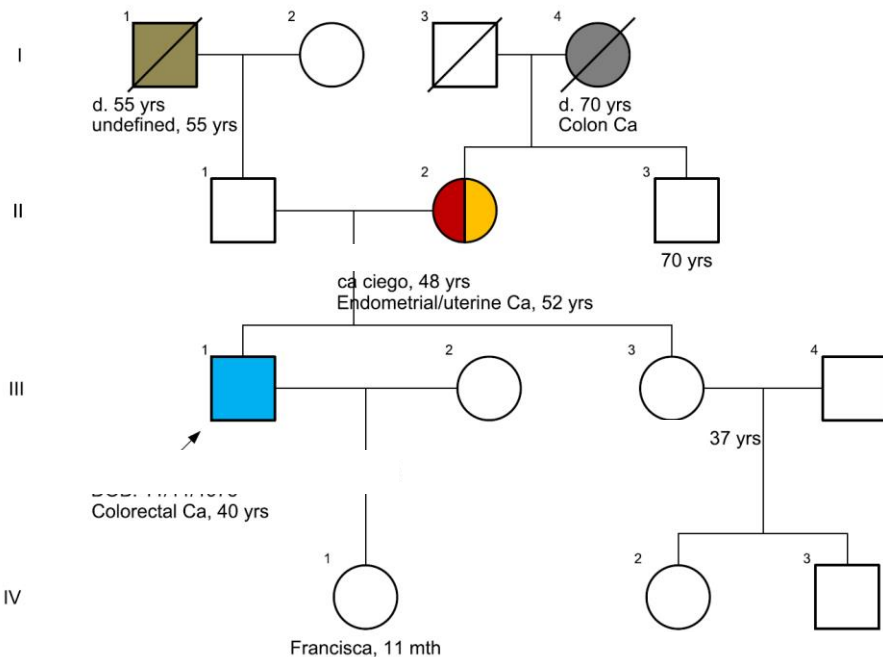 1
2
3
4
I
d. 55 yrs
undefined, 55 yrs
d. 70 yrs
Colon Ca
1
2
3
II
70 yrs
ca ciego, 48 yrs
Endometrial/uterine Ca, 52 yrs
1
2
3
4
III
37 yrs
Colorectal Ca, 40 yrs
1
2
3
IV
Francisca, 11 mth